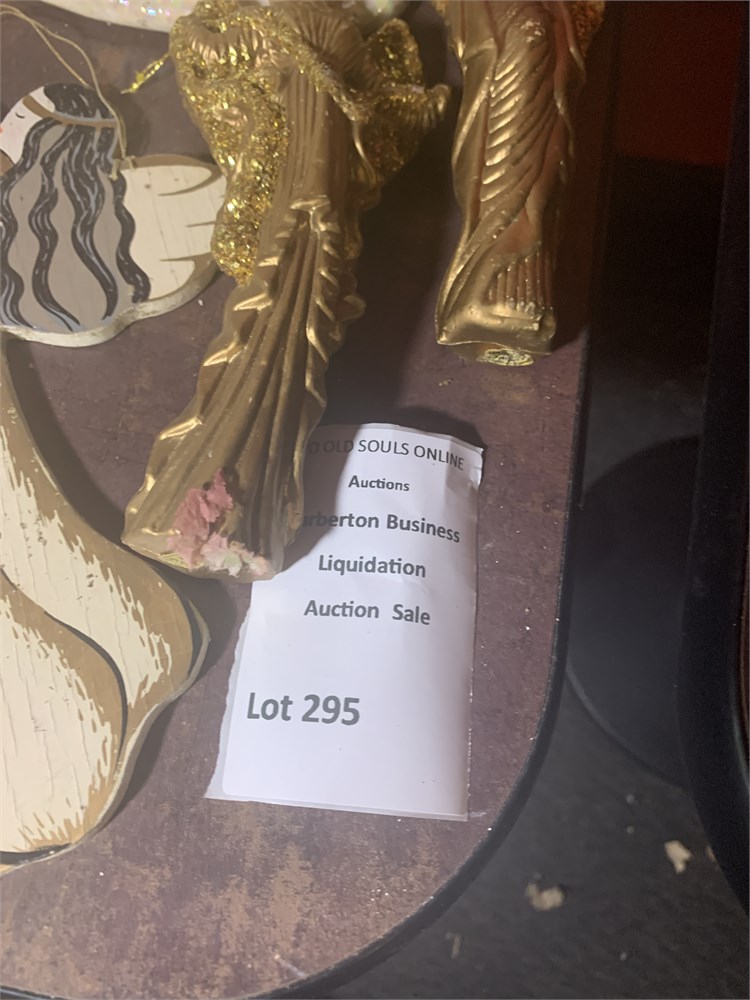 OLD SOULS ONLINE
Auctions
Business
Liquidation
Auction Sale
Lot 295